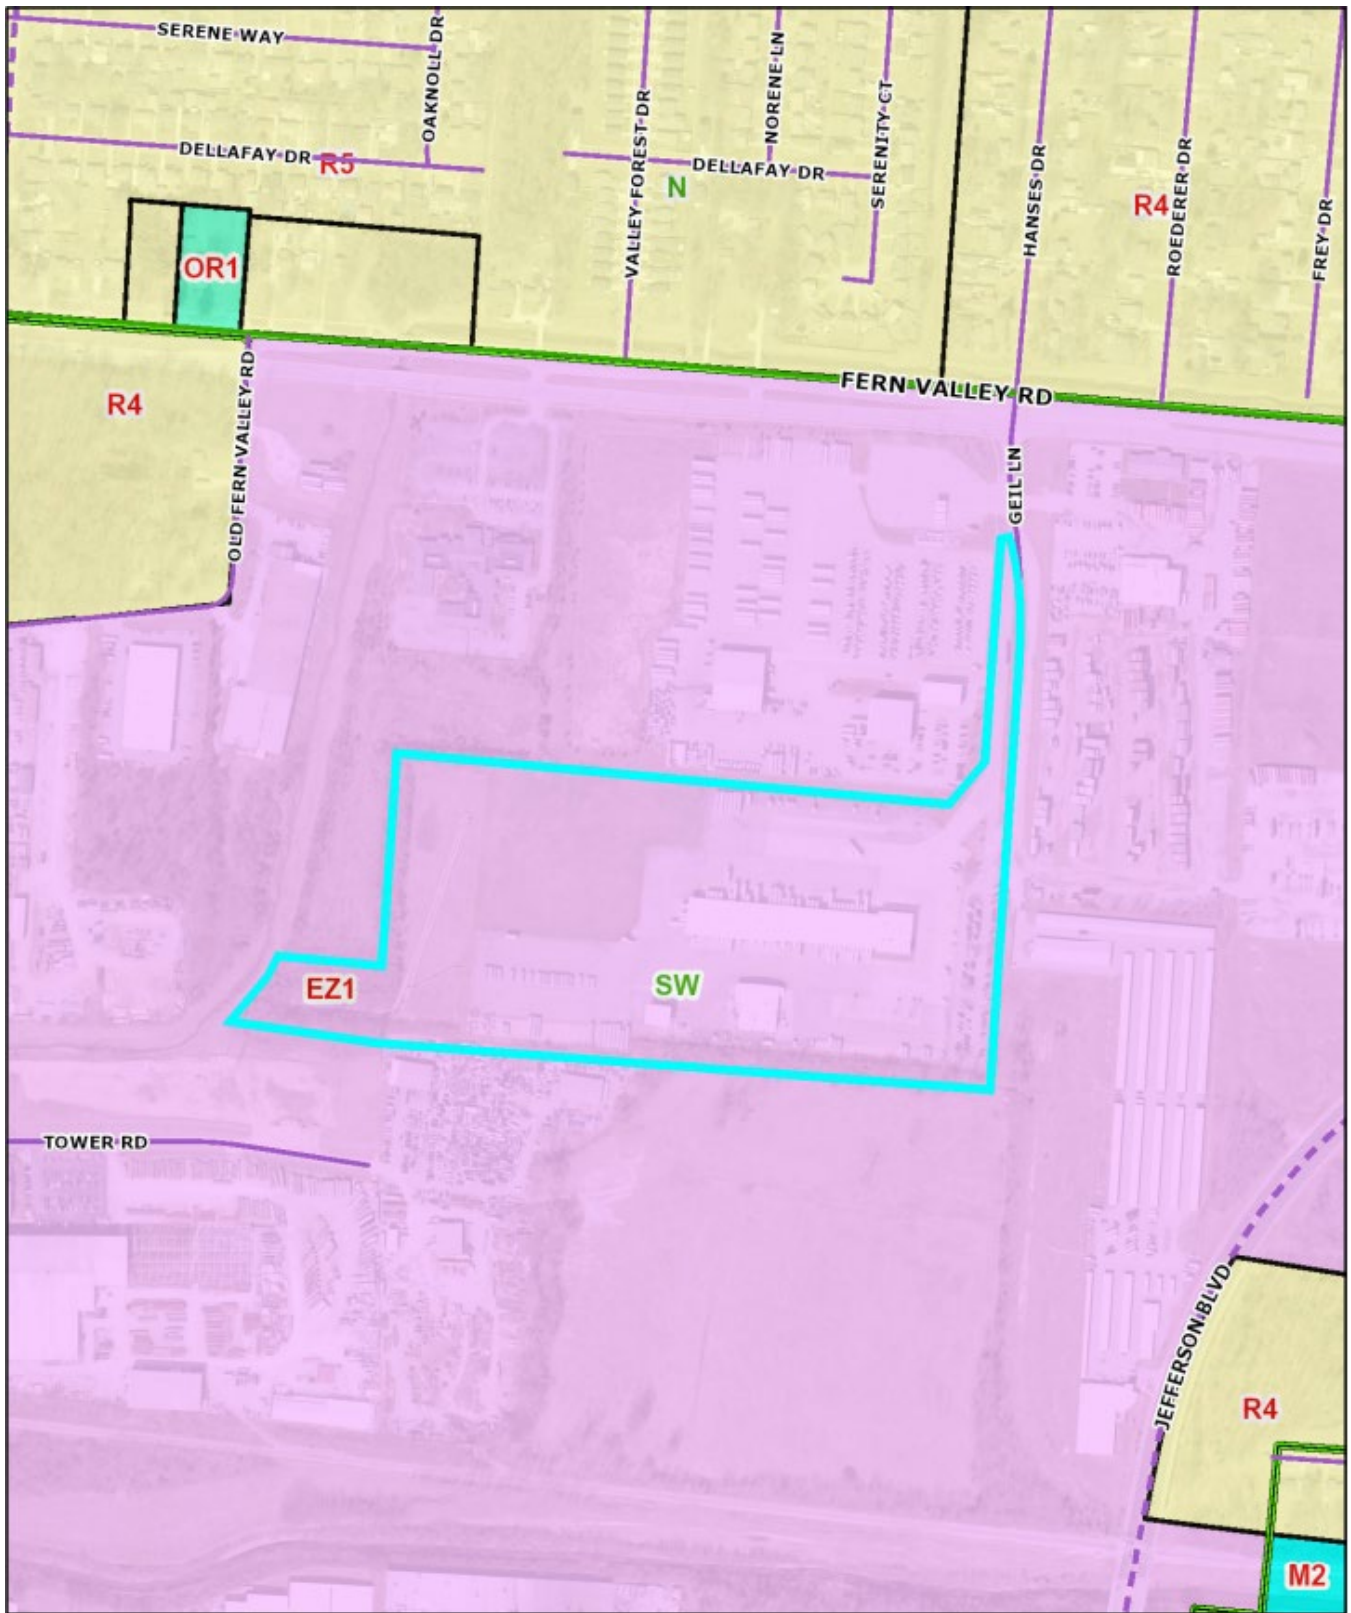 SERENE WAY
OAKNOLL DR
DELLAFAY DR
R5
OR1
VALLEY FOREST DR
N
NORENE LN
DELLAFAY DR
SERENITY CT
HANSES DR
R4
ROEDERER DR
FREY DR
FERN VALLEY RD
R4
OLD FERN VALLEY RD
GEIL LN
EZ1
SW
TOWER RD
JEFFERSON BLVD
R4
M2